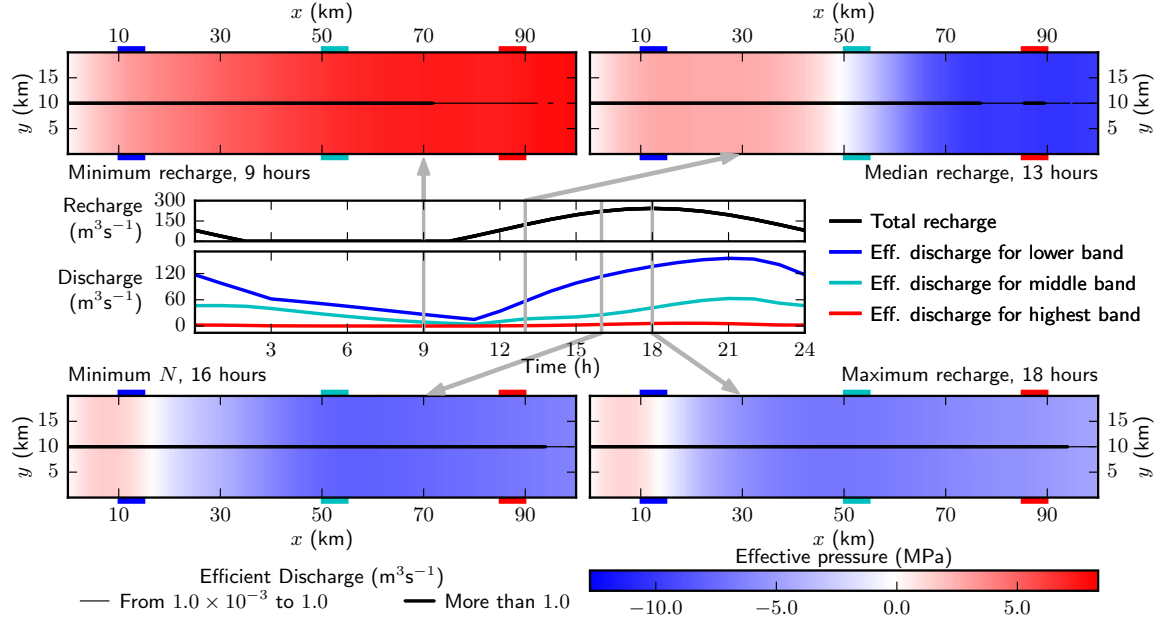 x (km)
x (km)
10 30 50 70 90
10 30 50 70 90
y (km)
15
10
5
15
10
5
y (km)
Minimum recharge, 9 hours
Median recharge, 13 hours
Recharge
(m³s⁻¹)
300
150
0
Discharge
(m³s⁻¹)
120
60
0
3 6 9 12 15 18 21 24
Time (h)
Total recharge
Eff. discharge for lower band
Eff. discharge for middle band
Eff. discharge for highest band
Minimum N, 16 hours
Maximum recharge, 18 hours
y (km)
15
10
5
15
10
5
y (km)
10 30 50 70 90
10 30 50 70 90
x (km)
x (km)
Efficient Discharge (m³s⁻¹)
From 1.0 × 10⁻³ to 1.0
More than 1.0
Effective pressure (MPa)
−10.0 −5.0 0.0 5.0